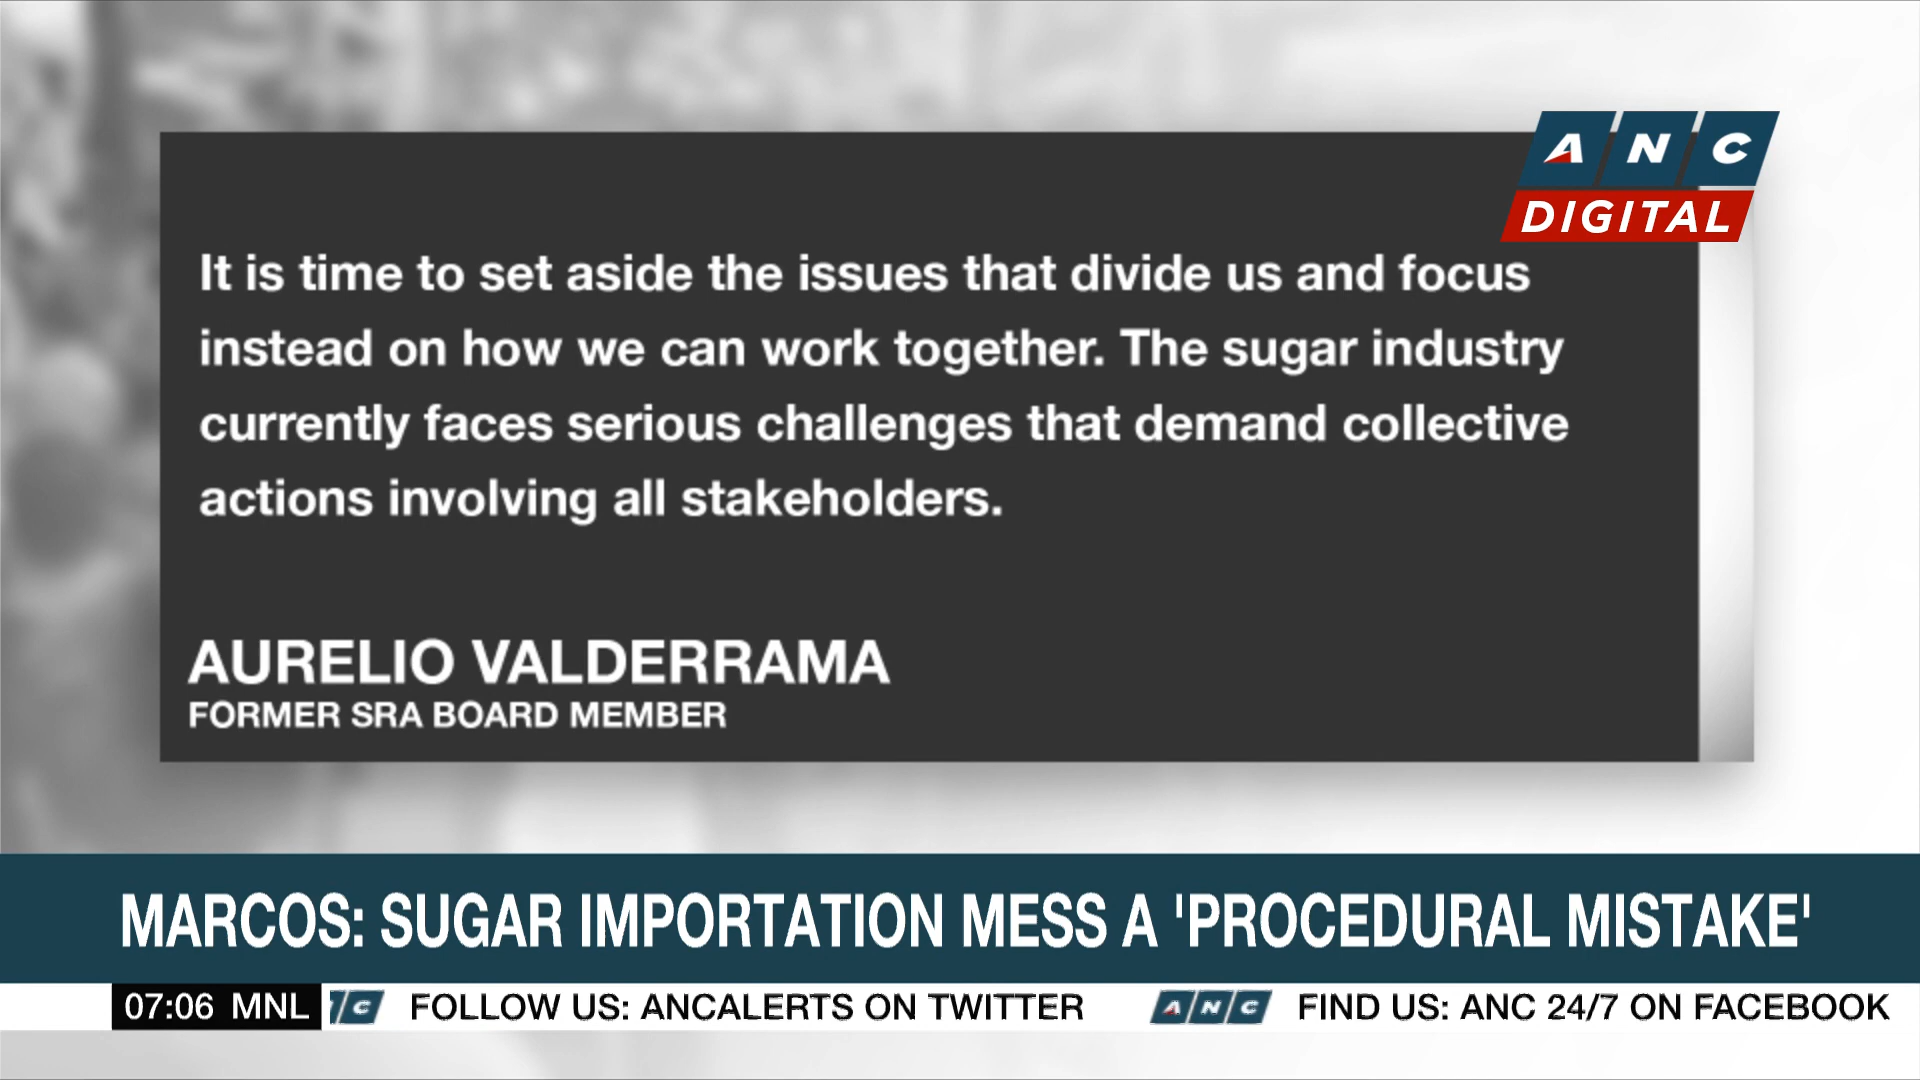 ANC
DIGITAL
It is time to set aside the issues that divide us and focus
instead on how we can work together. The sugar industry
currently faces serious challenges that demand collective
actions involving all stakeholders.
AURELIO VALDERRAMA
FORMER SRA BOARD MEMBER
MARCOS: SUGAR IMPORTATION MESS A 'PROCEDURAL MISTAKE'
07:06 MNL C FOLLOW US: ANCALERTS ON TWITTER ANC FIND US: ANC 24/7 ON FACEBOOK